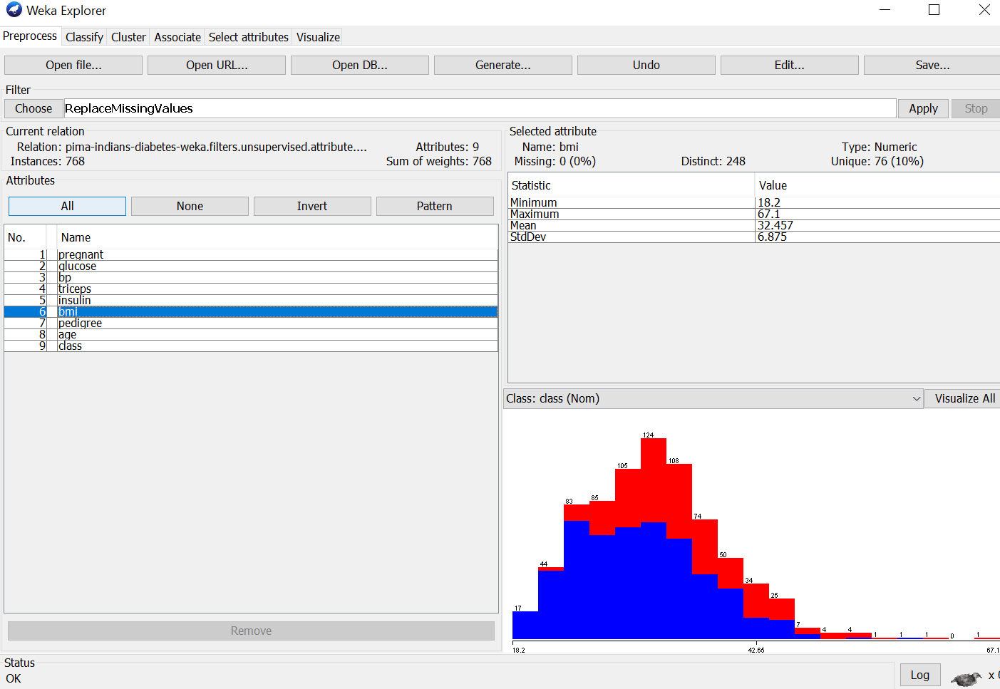 Weka Explorer
Preprocess Classify Cluster Associate Select attributes Visualize
Open file... Open URL... Open DB... Generate... Undo Edit... Save...
Filter
Choose ReplaceMissingValues Apply Stop
Current relation
Relation: pima-indians-diabetes-weka.filters.unsupervised.attribute.... Attributes: 9
Instances: 768 Sum of weights: 768
Attributes
All None Invert Pattern
No. Name
1 pregnant
2 glucose
3 bp
4 triceps
5 insulin
6 bmi
7 pedigree
8 age
9 class
Remove
Selected attribute
Name: bmi Type: Numeric
Missing: 0 (0%) Distinct: 248 Unique: 76 (10%)
Statistic Value
Minimum 18.2
Maximum 67.1
Mean 32.457
StdDev 6.875
Class: class (Nom) Visualize All
17 44 83 85 105 124 108 74 50 34 25 7 4 4 1 1 1 0 1
18.2 42.65 67.1
Status
OK
Log x